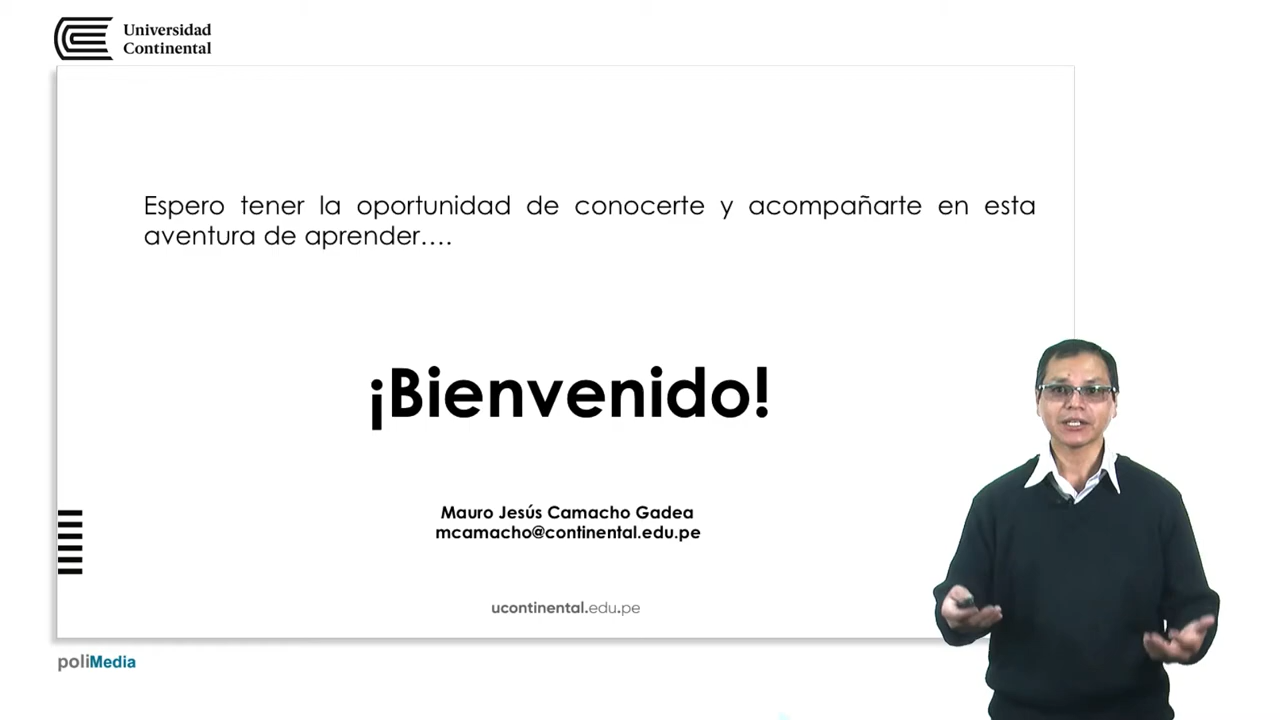 Universidad
Continental
Espero tener la oportunidad de conocerte y acompañarte en esta
aventura de aprender....
¡Bienvenido!
Mauro Jesús Camacho Gadea
mcamacho@continental.edu.pe
ucontinental.edu.pe
poliMedia